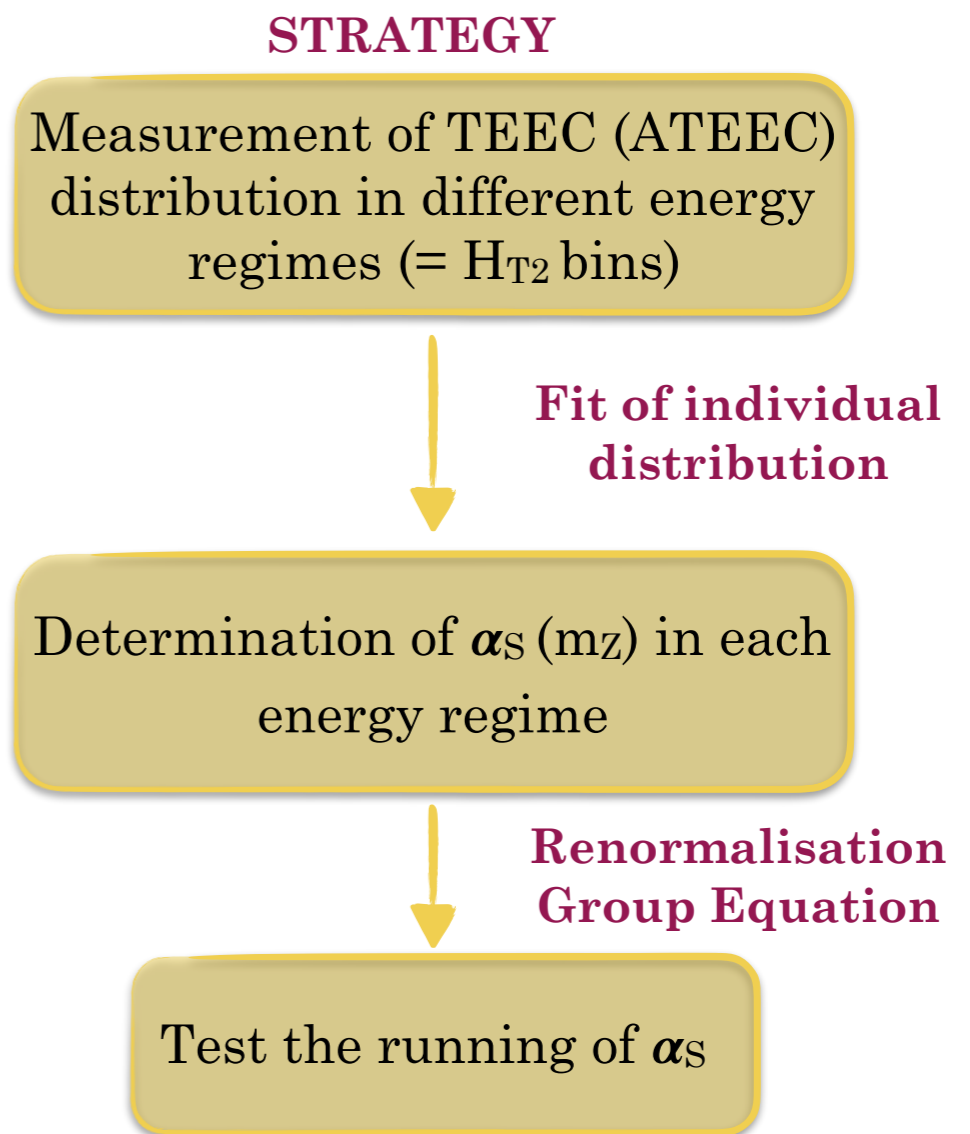 STRATEGY
Measurement of TEEC (ATEEC)
distribution in different energy
regimes (= HT2 bins)
Fit of individual
distribution
Determination of αS (mZ) in each
energy regime
Renormalisation
Group Equation
Test the running of αS